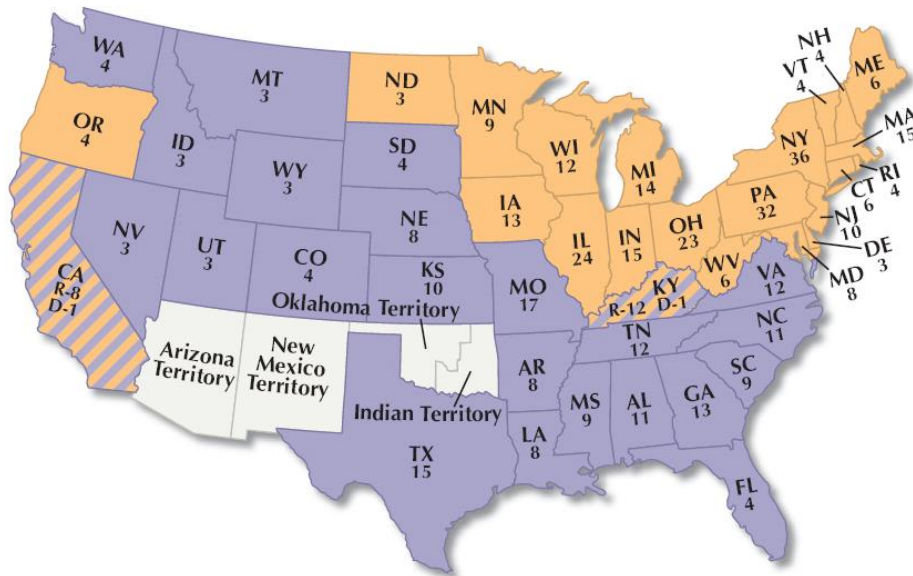 WA
4
MT
3
ND
3
MN
9
NH
4
VT
4
ME
6
OR
4
ID
3
WY
3
SD
4
WI
12
MI
14
NY
36
MA
15
RI
4
CT
6
NV
3
UT
3
CO
4
NE
8
IA
13
IL
24
IN
15
OH
23
PA
32
NJ
10
DE
3
MD
8
CA
R-8
D-1
KS
10
MO
17
KY
R-12 D-1
WV
6
VA
12
Oklahoma Territory
Arizona
Territory
New
Mexico
Territory
Indian Territory
TN
12
NC
11
SC
9
AR
8
MS
9
AL
11
GA
13
TX
15
LA
8
FL
4